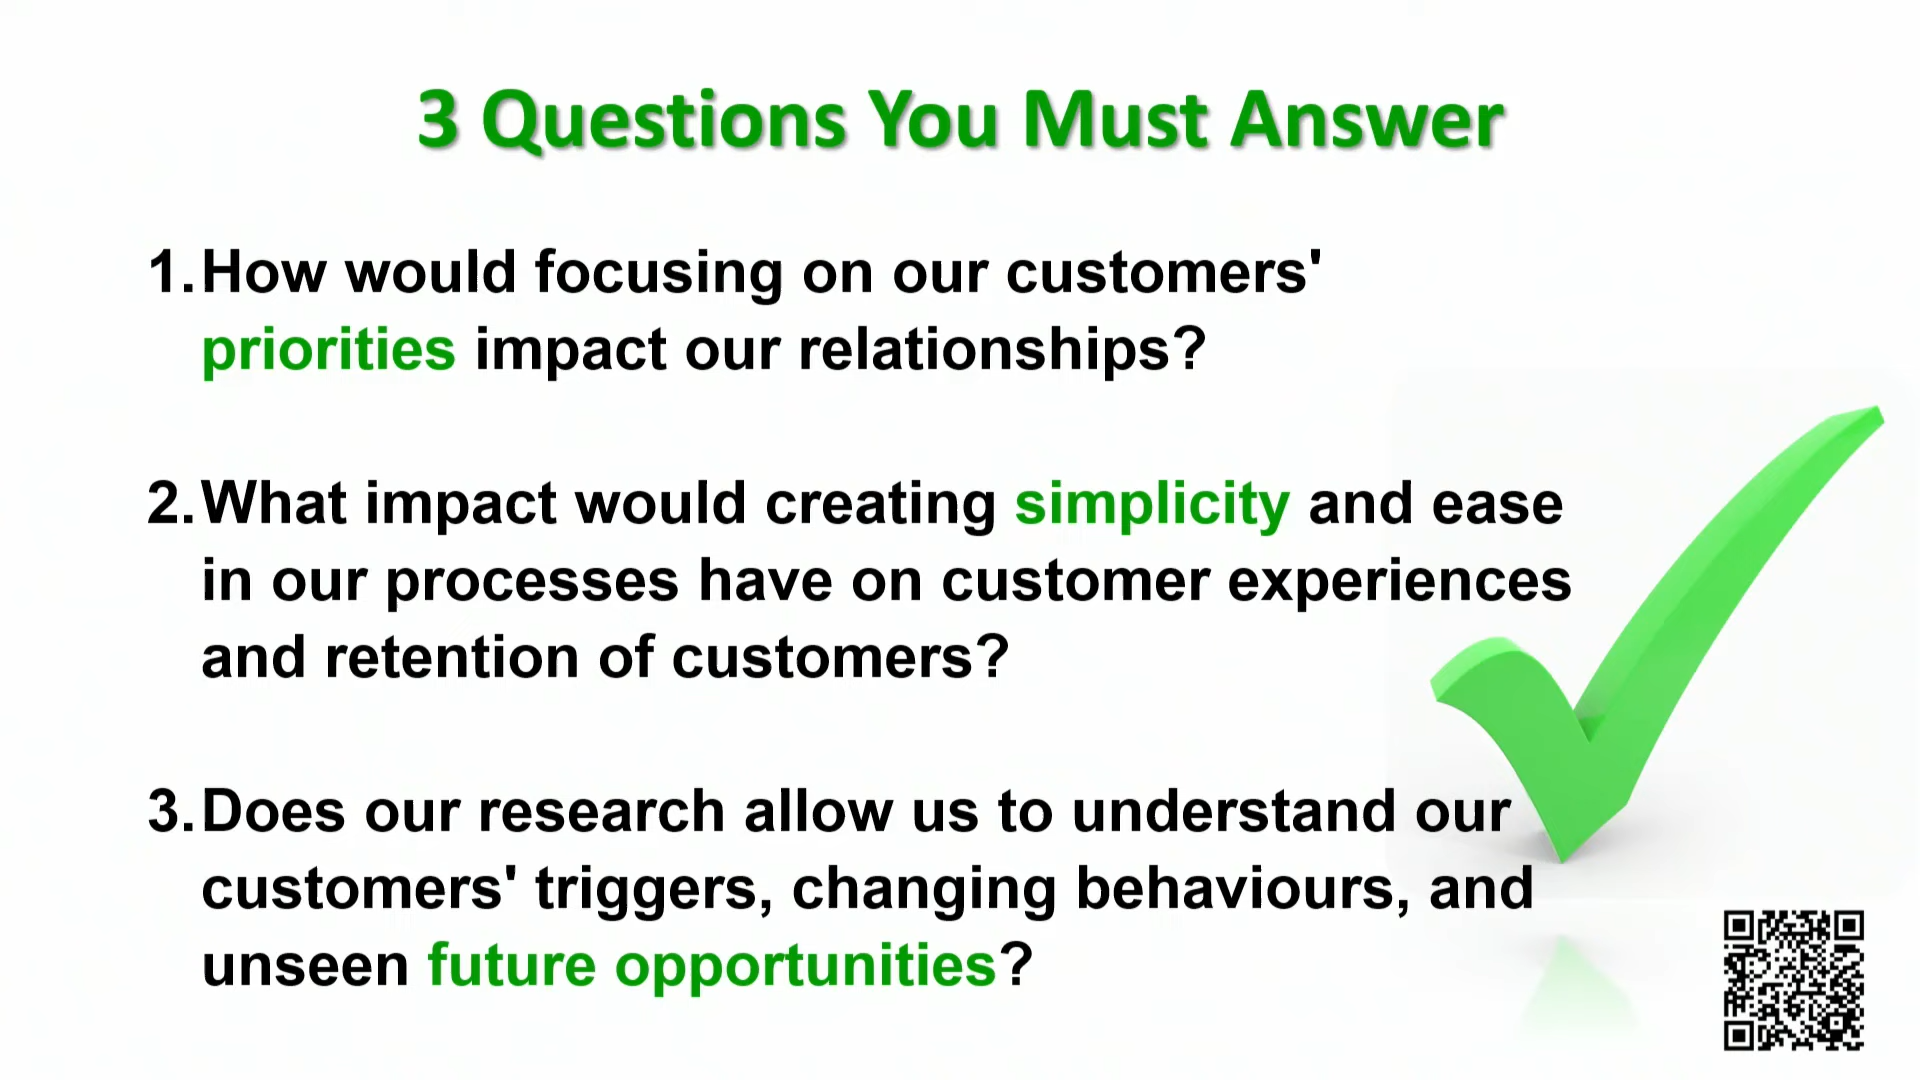 3 Questions You Must Answer
1. How would focusing on our customers'
priorities impact our relationships?
2. What impact would creating simplicity and ease
in our processes have on customer experiences
and retention of customers?
3. Does our research allow us to understand our
customers' triggers, changing behaviours, and
unseen future opportunities?